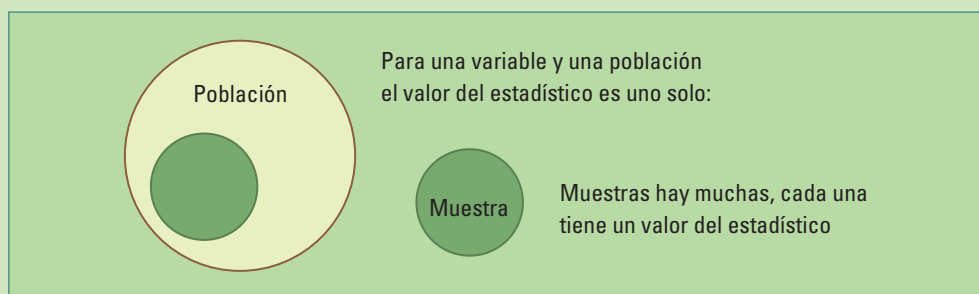 Población
Para una variable y una población
el valor del estadístico es uno solo:
Muestra
Muestras hay muchas, cada una
tiene un valor del estadístico